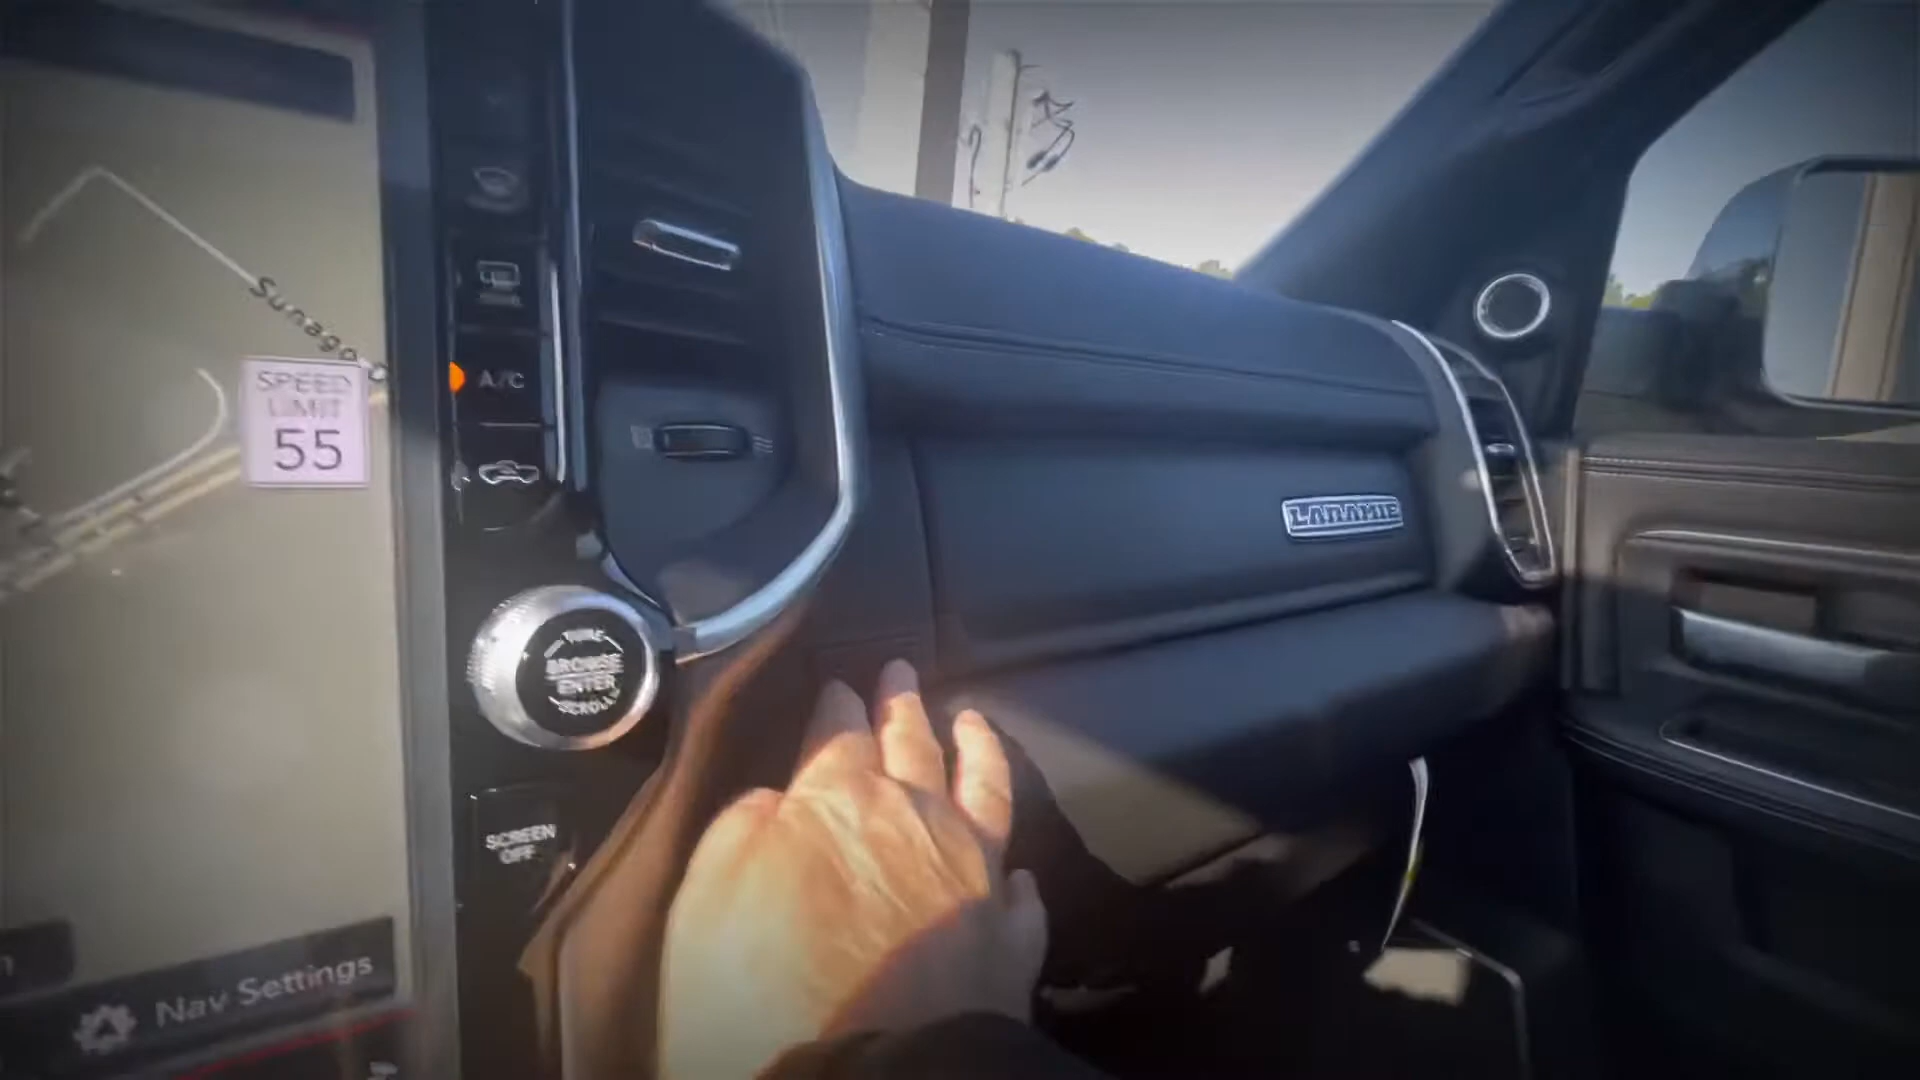 Sunago
SPEED
LIMIT
55
A/C
LARAMIE
TUNE
BROWSE
ENTER
SCROLL
SCREEN
OFF
Nav Settings